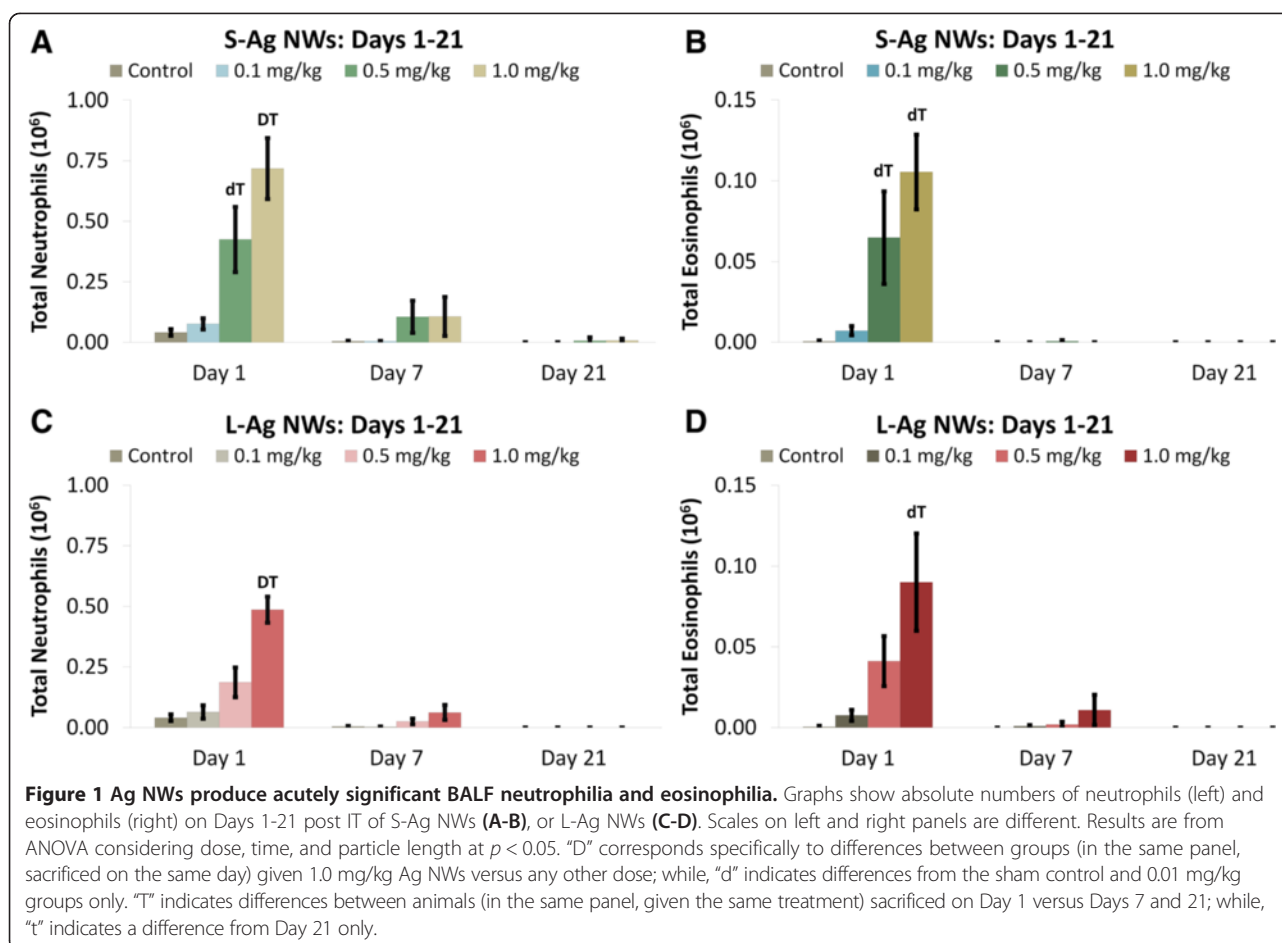 A
S-Ag NWs: Days 1-21
Control 0.1 mg/kg 0.5 mg/kg 1.0 mg/kg
Total Neutrophils (10⁶)
1.00
0.75
0.50
0.25
0.00
dT
DT
Day 1 Day 7 Day 21
B
S-Ag NWs: Days 1-21
Control 0.1 mg/kg 0.5 mg/kg 1.0 mg/kg
Total Eosinophils (10⁶)
0.15
0.10
0.05
0.00
dT
dT
Day 1 Day 7 Day 21
C
L-Ag NWs: Days 1-21
Control 0.1 mg/kg 0.5 mg/kg 1.0 mg/kg
Total Neutrophils (10⁶)
1.00
0.75
0.50
0.25
0.00
DT
Day 1 Day 7 Day 21
D
L-Ag NWs: Days 1-21
Control 0.1 mg/kg 0.5 mg/kg 1.0 mg/kg
Total Eosinophils (10⁶)
0.15
0.10
0.05
0.00
dT
Day 1 Day 7 Day 21
Figure 1 Ag NWs produce acutely significant BALF neutrophilia and eosinophilia. Graphs show absolute numbers of neutrophils (left) and
eosinophils (right) on Days 1-21 post IT of S-Ag NWs (A-B), or L-Ag NWs (C-D). Scales on left and right panels are different. Results are from
ANOVA considering dose, time, and particle length at p < 0.05. “D” corresponds specifically to differences between groups (in the same panel,
sacrificed on the same day) given 1.0 mg/kg Ag NWs versus any other dose; while, “d” indicates differences from the sham control and 0.01 mg/kg
groups only. “T” indicates differences between animals (in the same panel, given the same treatment) sacrificed on Day 1 versus Days 7 and 21; while,
“t” indicates a difference from Day 21 only.